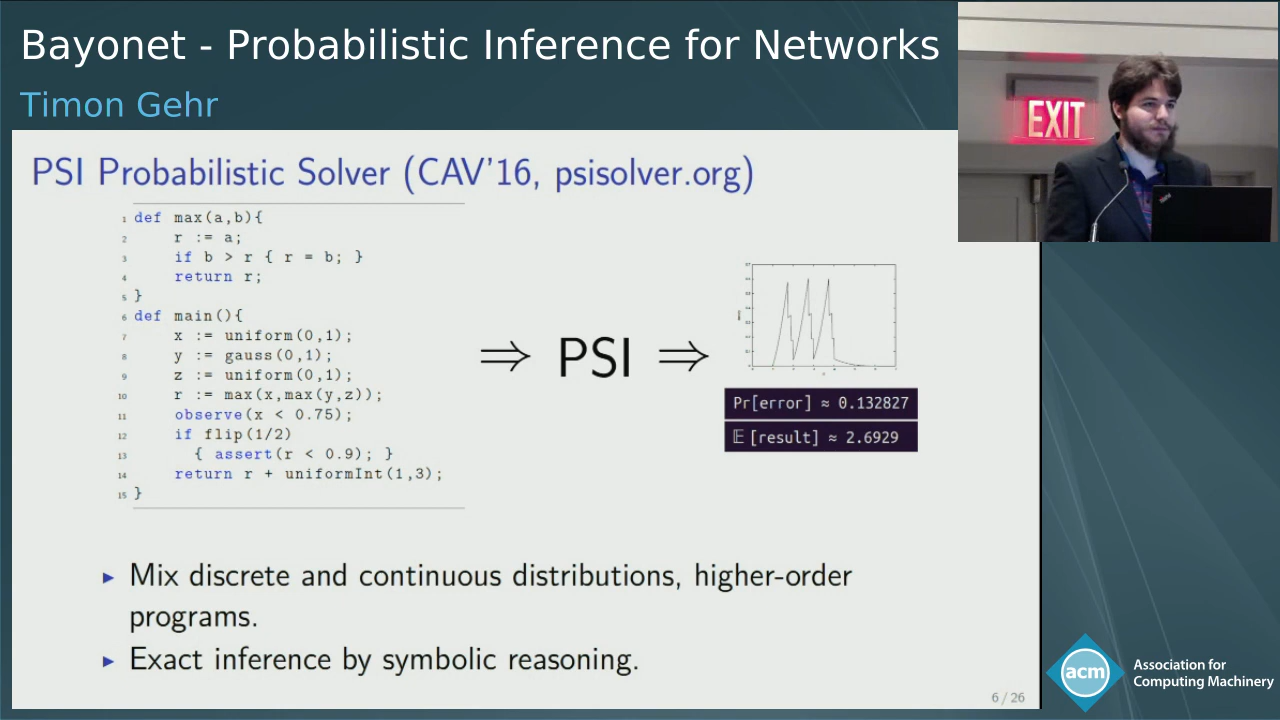 Bayonet - Probabilistic Inference for Networks
Timon Gehr
EXIT
PSI Probabilistic Solver (CAV'16, psisolver.org)
1 def max(a,b){
2 r := a;
3 if b > r { r = b; }
4 return r;
5 }
6 def main(){
7 x := uniform(0,1);
8 y := gauss(0,1);
9 z := uniform(0,1);
10 r := max(x,max(y,z));
11 observe(x < 0.75);
12 if flip(1/2)
13 { assert(r < 0.9); }
14 return r + uniformInt(1,3);
15 }
⇒ PSI ⇒
Pr[error] ≈ 0.132827
𝔼[result] ≈ 2.6929
▸ Mix discrete and continuous distributions, higher-order
programs.
▸ Exact inference by symbolic reasoning.
6 / 26
acm
Association for
Computing Machinery